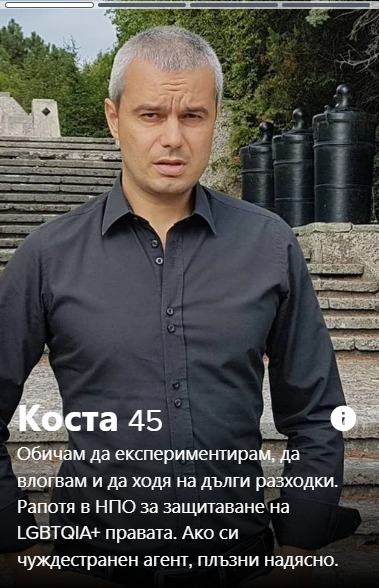 Коста 45
Обичам да експериментирам, да
влогвам и да ходя на дълги разходки.
Рапотя в НПО за защитаване на
LGBTQIA+ правата. Ако си
чуждестранен агент, плъзни надясно.